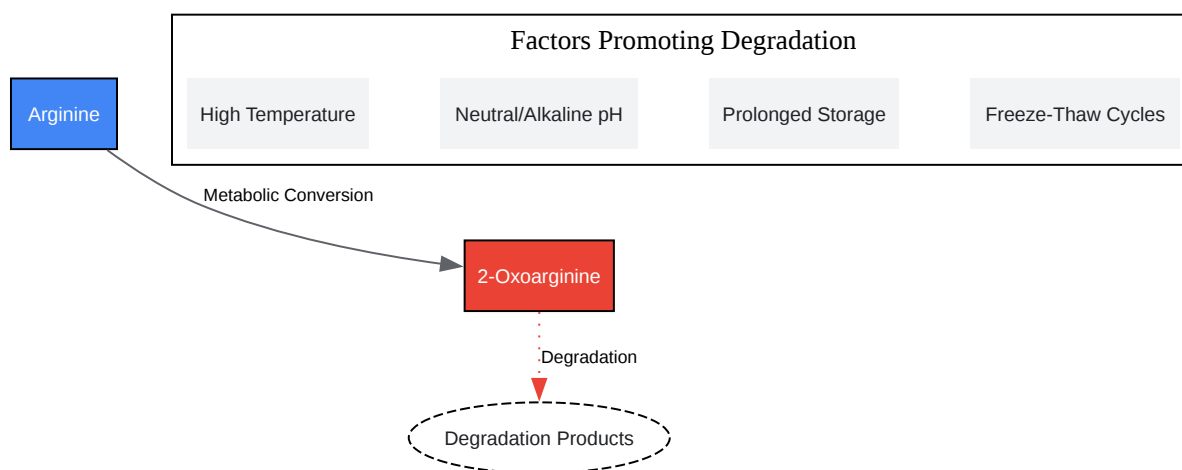 Factors Promoting Degradation
Arginine
High Temperature
Neutral/Alkaline pH
Prolonged Storage
Freeze-Thaw Cycles
Metabolic Conversion
2-Oxoarginine
Degradation
Degradation Products